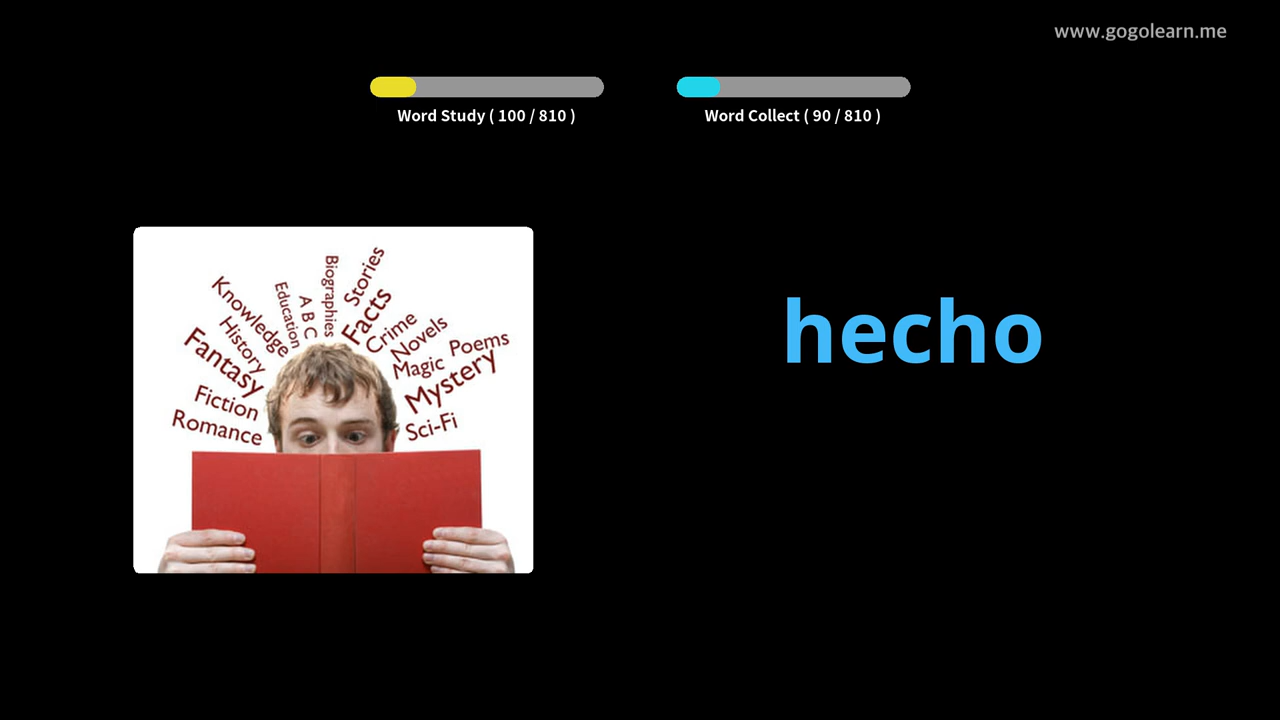 www.gogolearn.me
Word Study ( 100 / 810 )
Word Collect ( 90 / 810 )
hecho
Biographies
Stories
Education
A B C
Facts
Knowledge
Crime
History
Novels
Fantasy
Magic
Poems
Mystery
Fiction
Romance
Sci-Fi